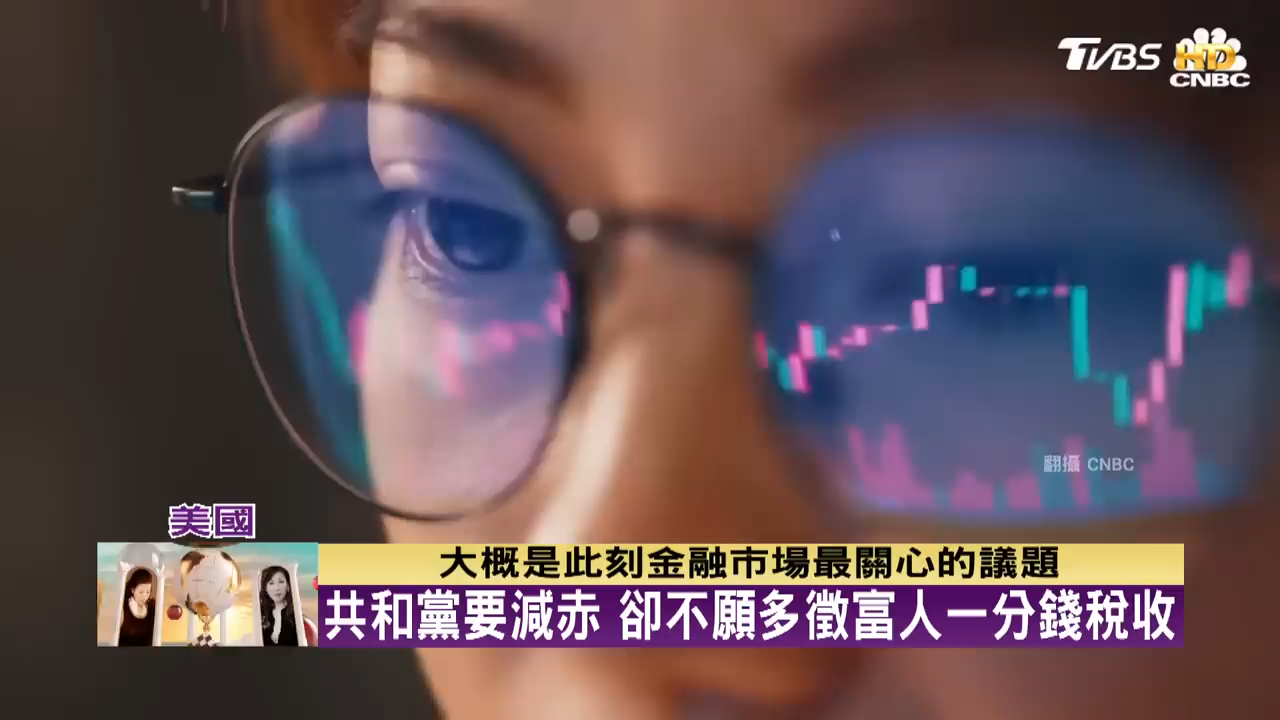 TVBS HD
CNBC
翻攝 CNBC
美國
大概是此刻金融市場最關心的議題
共和黨要減赤 卻不願多徵富人一分錢稅收